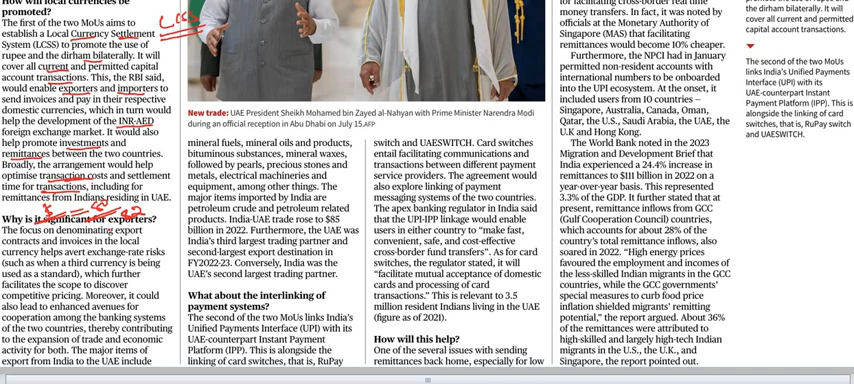 How will local currencies be
promoted?
The first of the two MoUs aims to
establish a Local Currency Settlement
System (LCSS) to promote the use of
rupee and the dirham bilaterally. It will
cover all current and permitted capital
account transactions. This, the RBI said,
would enable exporters and importers to
send invoices and pay in their respective
domestic currencies, which in turn would
help the development of the INR-AED
foreign exchange market. It would also
help promote investments and
remittances between the two countries.
Broadly, the arrangement would help
optimise transaction costs and settlement
time for transactions, including for
remittances from Indians residing in UAE.
Why is it significant for exporters?
The focus on denominating export
contracts and invoices in the local
currency helps avert exchange-rate risks
(such as when a third currency is being
used as a standard), which further
facilitates the scope to discover
competitive pricing. Moreover, it could
also lead to enhanced avenues for
cooperation among the banking systems
of the two countries, thereby contributing
to the expansion of trade and economic
activity for both. The major items of
export from India to the UAE include
LCSS
New trade: UAE President Sheikh Mohamed bin Zayed al-Nahyan with Prime Minister Narendra Modi
during an official reception in Abu Dhabi on July 15. AFP
mineral fuels, mineral oils and products,
bituminous substances, mineral waxes,
followed by pearls, precious stones and
metals, electrical machineries and
equipment, among other things. The
major items imported by India are
petroleum crude and petroleum related
products. India-UAE trade rose to $85
billion in 2022. Furthermore, the UAE was
India's third largest trading partner and
second-largest export destination in
FY2022-23. Conversely, India was the
UAE's second largest trading partner.
What about the interlinking of
payment systems?
The second of the two MoUs links India's
Unified Payments Interface (UPI) with its
UAE-counterpart Instant Payment
Platform (IPP). This is alongside the
linking of card switches, that is, RuPay
switch and UAESWITCH. Card switches
entail facilitating communications and
transactions between different payment
service providers. The agreement would
also explore linking of payment
messaging systems of the two countries.
The apex banking regulator in India said
that the UPI-IPP linkage would enable
users in either country to "make fast,
convenient, safe, and cost-effective
cross-border fund transfers". As for card
switches, the regulator stated, it will
"facilitate mutual acceptance of domestic
cards and processing of card
transactions." This is relevant to 3.5
million resident Indians living in the UAE
(figure as of 2021).
How will this help?
One of the several issues with sending
remittances back home, especially for low
for facilitating cross-border real time
money transfers. In fact, it was noted by
officials at the Monetary Authority of
Singapore (MAS) that facilitating
remittances would become 10% cheaper.
Furthermore, the NPCI had in January
permitted non-resident accounts with
international numbers to be onboarded
into the UPI ecosystem. At the onset, it
included users from 10 countries –
Singapore, Australia, Canada, Oman,
Qatar, the U.S., Saudi Arabia, the UAE, the
U.K and Hong Kong.
The World Bank noted in the 2023
Migration and Development Brief that
India experienced a 24.4% increase in
remittances to $111 billion in 2022 on a
year-over-year basis. This represented
3.3% of the GDP. It further stated that at
present, remittance inflows from GCC
(Gulf Cooperation Council) countries,
which accounts for about 28% of the
country's total remittance inflows, also
soared in 2022. "High energy prices
favoured the employment and incomes of
the less-skilled Indian migrants in the GCC
countries, while the GCC governments'
special measures to curb food price
inflation shielded migrants' remitting
potential," the report argued. About 36%
of the remittances were attributed to
high-skilled and largely high-tech Indian
migrants in the U.S., the U.K., and
Singapore, the report pointed out.
the dirham bilaterally. It will
cover all current and permitted
capital account transactions.
The second of the two MoUs
links India's Unified Payments
Interface (UPI) with its
UAE-counterpart Instant
Payment Platform (IPP). This is
alongside the linking of card
switches, that is, RuPay switch
and UAESWITCH.